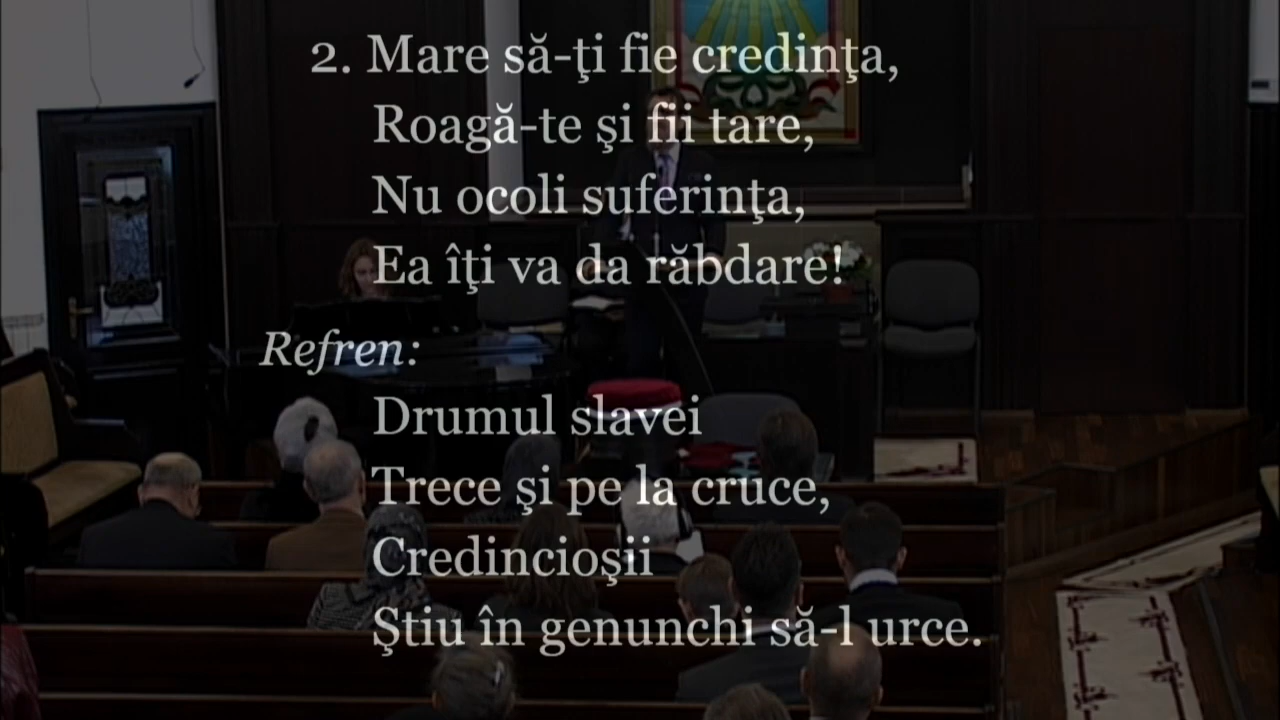 2. Mare să-ţi fie credinţa,
Roagă-te şi fii tare,
Nu ocoli suferinţa,
Ea îţi va da răbdare!
Refren:
Drumul slavei
Trece şi pe la cruce,
Credincioşii
Ştiu în genunchi să-l urce.